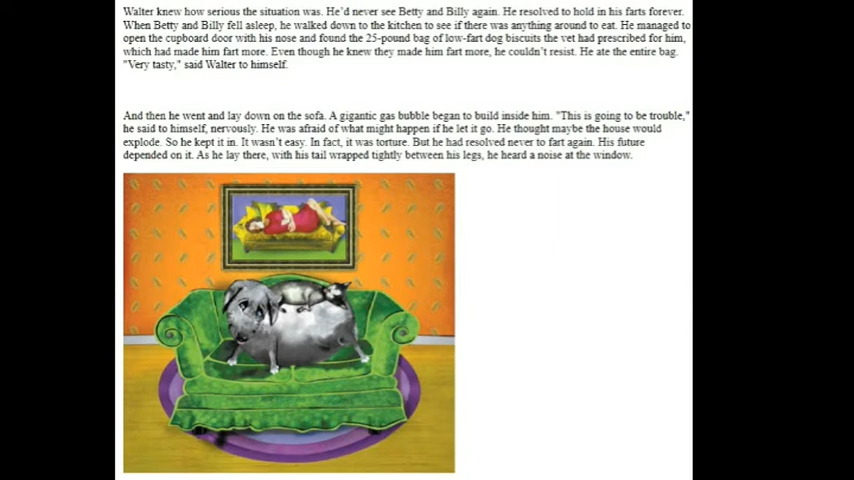 Walter knew how serious the situation was. He’d never see Betty and Billy again. He resolved to hold in his farts forever.
When Betty and Billy fell asleep, he walked down to the kitchen to see if there was anything around to eat. He managed to
open the cupboard door with his nose and found the 25-pound bag of low-fart dog biscuits the vet had prescribed for him,
which had made him fart more. Even though he knew they made him fart more, he couldn’t resist. He ate the entire bag.
"Very tasty," said Walter to himself.
And then he went and lay down on the sofa. A gigantic gas bubble began to build inside him. "This is going to be trouble,"
he said to himself, nervously. He was afraid of what might happen if he let it go. He thought maybe the house would
explode. So he kept it in. It wasn’t easy. In fact, it was torture. But he had resolved never to fart again. His future
depended on it. As he lay there, with his tail wrapped tightly between his legs, he heard a noise at the window.